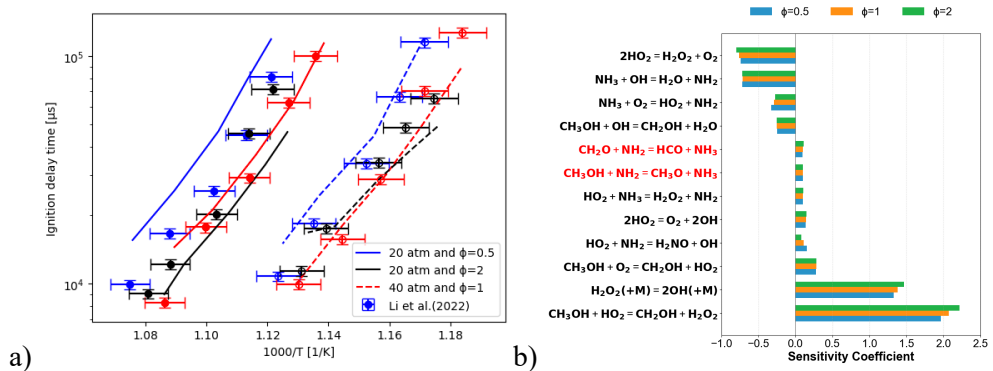 ϕ=0.5 ϕ=1 ϕ=2
10⁵
10⁴
Ignition delay time [µs]
20 atm and ϕ=0.5
20 atm and ϕ=2
40 atm and ϕ=1
Li et al.(2022)
1.08 1.10 1.12 1.14 1.16 1.18
1000/T [1/K]
a)
2HO₂=H₂O₂+O₂
NH₃+OH=H₂O+NH₂
NH₃+O₂=HO₂+NH₂
CH₃OH+OH=CH₂OH+H₂O
CH₂O+NH₂=HCO+NH₃
CH₃OH+NH₂=CH₃O+NH₃
HO₂+NH₃=H₂O₂+NH₂
2HO₂=O₂+2OH
HO₂+NH₂=H₂NO+OH
CH₃OH+O₂=CH₂OH+HO₂
H₂O₂(+M)=2OH(+M)
CH₃OH+HO₂=CH₂OH+H₂O₂
−1.0 −0.5 0.0 0.5 1.0 1.5 2.0 2.5
Sensitivity Coefficient
b)